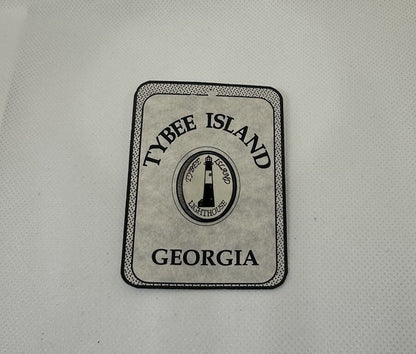 TYBEE ISLAND
TYBEE ISLAND
LIGHTHOUSE
GEORGIA